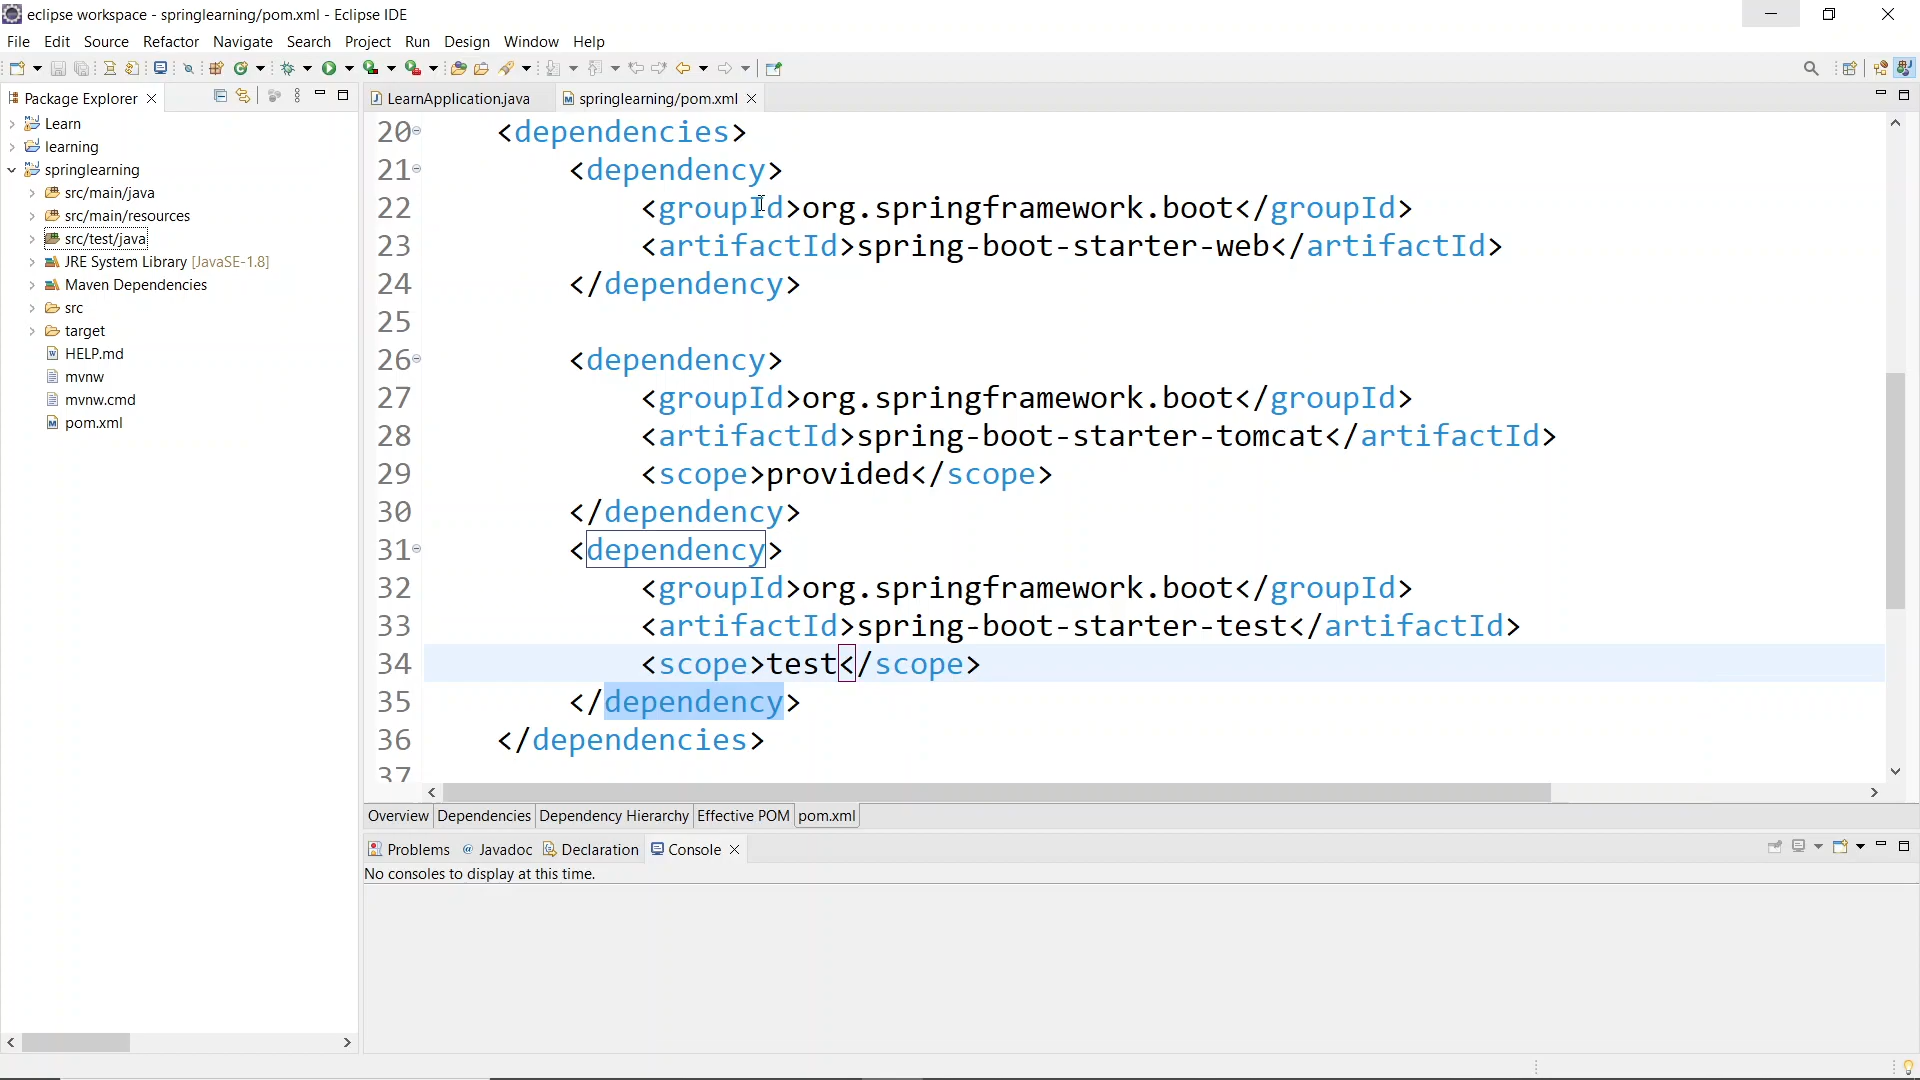 eclipse workspace - springlearning/pom.xml - Eclipse IDE
File Edit Source Refactor Navigate Search Project Run Design Window Help
Package Explorer
LearnApplication.java springlearning/pom.xml
Learn
learning
springlearning
src/main/java
src/main/resources
src/test/java
JRE System Library [JavaSE-1.8]
Maven Dependencies
src
target
HELP.md
mvnw
mvnw.cmd
pom.xml
20 <dependencies>
21 <dependency>
22 <groupId>org.springframework.boot</groupId>
23 <artifactId>spring-boot-starter-web</artifactId>
24 </dependency>
25
26 <dependency>
27 <groupId>org.springframework.boot</groupId>
28 <artifactId>spring-boot-starter-tomcat</artifactId>
29 <scope>provided</scope>
30 </dependency>
31 <dependency>
32 <groupId>org.springframework.boot</groupId>
33 <artifactId>spring-boot-starter-test</artifactId>
34 <scope>test</scope>
35 </dependency>
36 </dependencies>
37
Overview Dependencies Dependency Hierarchy Effective POM pom.xml
Problems Javadoc Declaration Console
No consoles to display at this time.